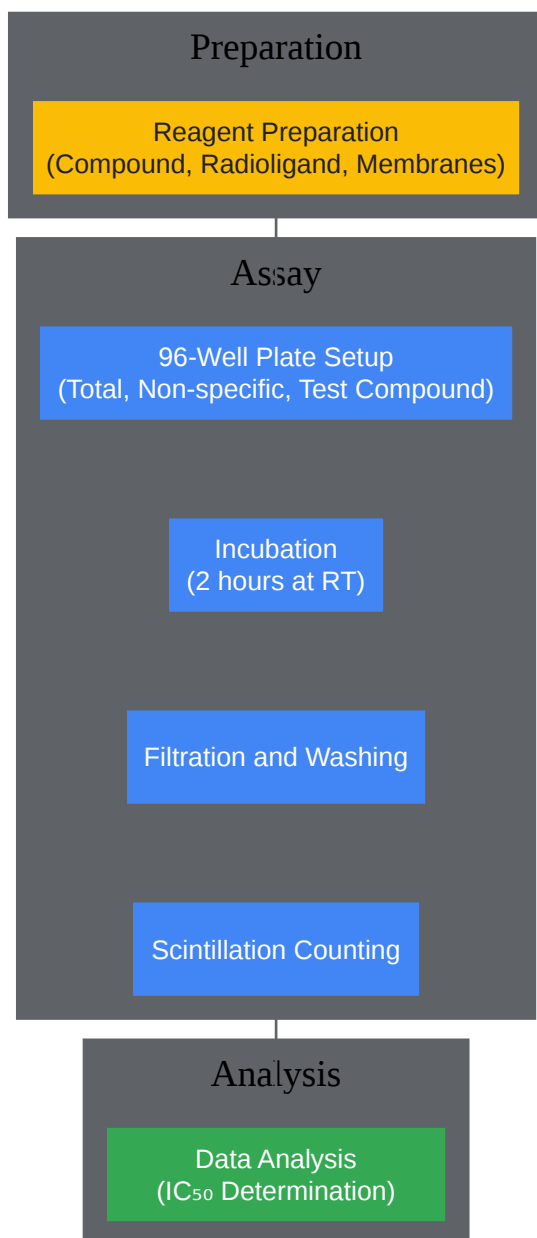 Preparation
Reagent Preparation
(Compound, Radioligand, Membranes)
Assay
96-Well Plate Setup
(Total, Non-specific, Test Compound)
Incubation
(2 hours at RT)
Filtration and Washing
Scintillation Counting
Analysis
Data Analysis
(IC₅₀ Determination)